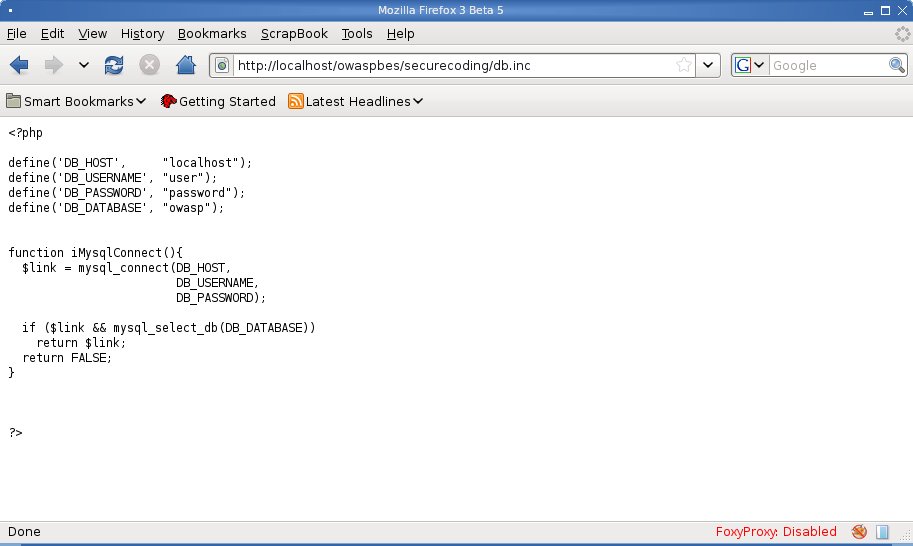 Mozilla Firefox 3 Beta 5
File Edit View History Bookmarks ScrapBook Tools Help
http://localhost/owaspbes/securecoding/db.inc
G Google
Smart Bookmarks Getting Started Latest Headlines
<?php
define('DB_HOST',     "localhost");
define('DB_USERNAME', "user");
define('DB_PASSWORD', "password");
define('DB_DATABASE', "owasp");
function iMysqlConnect(){
  $link = mysql_connect(DB_HOST,
                        DB_USERNAME,
                        DB_PASSWORD);
  if ($link && mysql_select_db(DB_DATABASE))
    return $link;
  return FALSE;
}
?>
Done FoxyProxy: Disabled